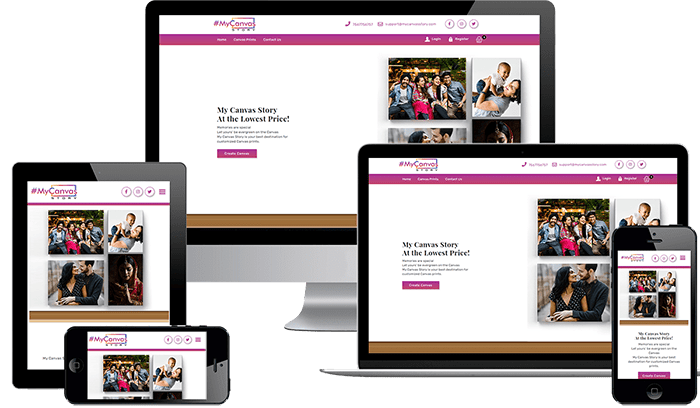 #MyCanvas
STORY
support@mycanvasstory.com
Home Canvas Prints Contact Us Login Register
My Canvas Story
At the Lowest Price!
Memories are special
Let yours' be evergreen on the Canvas
My Canvas Story is your best destination for
customized Canvas prints.
Create Canvas
#MyCanvas
STORY
support@mycanvasstory.com
Home Canvas Prints Contact Us Login Register
My Canvas Story
At the Lowest Price!
Memories are special
Let yours' be evergreen on the Canvas
My Canvas Story is your best destination for
customized Canvas prints.
Create Canvas
#MyCanvas
STORY
My Canvas
#MyCanvas
STORY
#MyCanvas
STORY
My Canvas Story
At the Lowest Price!
Memories are special
Let yours' be evergreen on the
Canvas
My Canvas Story is your best
destination for customized Canvas
prints.
Create Canvas